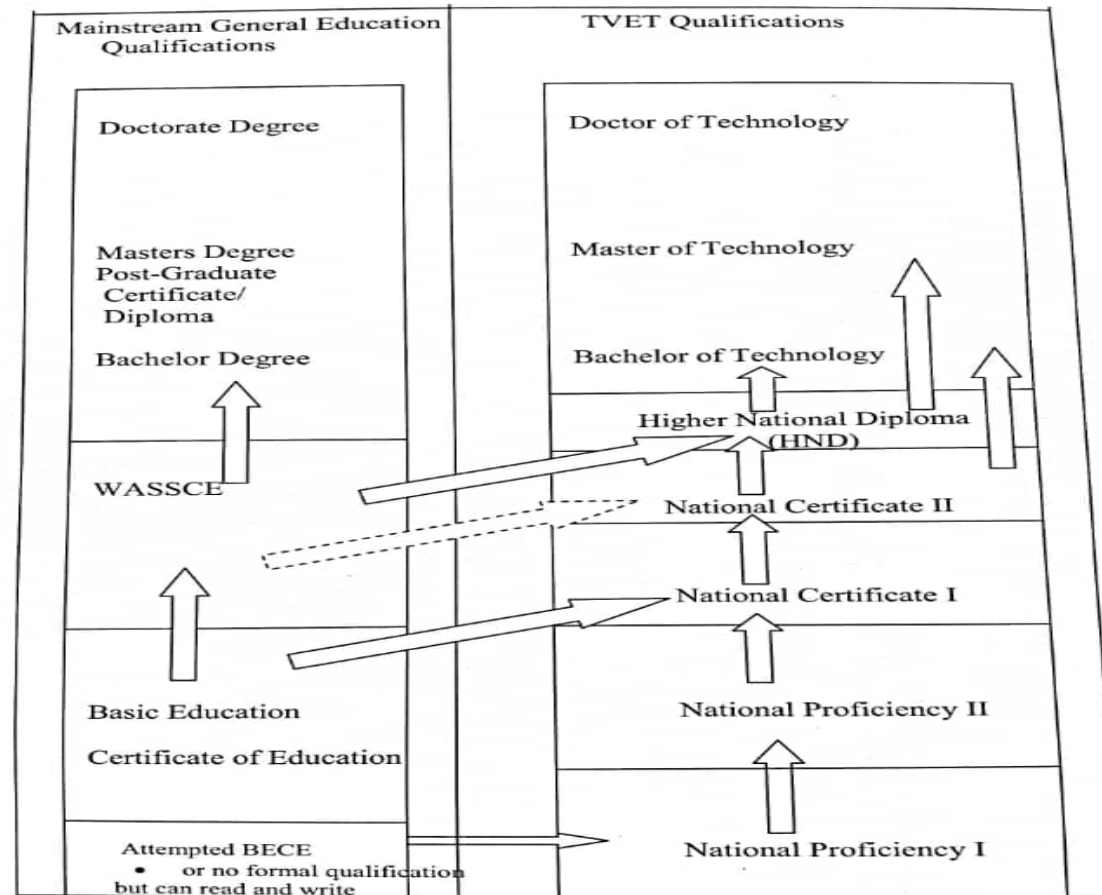 Mainstream General Education
Qualifications
Doctorate Degree
Masters Degree
Post-Graduate
Certificate/
Diploma
Bachelor Degree
WASSCE
Basic Education
Certificate of Education
Attempted BECE
• or no formal qualification
but can read and write
TVET Qualifications
Doctor of Technology
Master of Technology
Bachelor of Technology
Higher National Diploma
(HND)
National Certificate II
National Certificate I
National Proficiency II
National Proficiency I